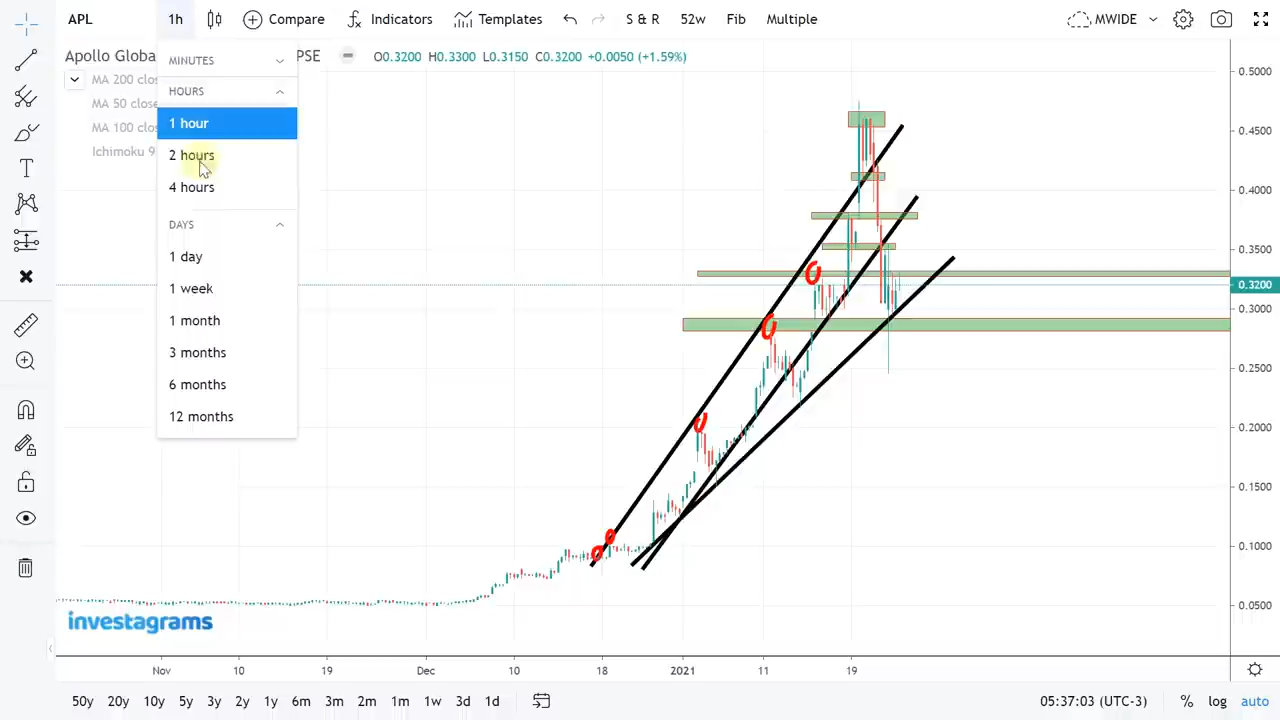 APL 1h Compare Indicators Templates S & R 52w Fib Multiple MWIDE
Apollo Globa PSE O0.3200 H0.3300 L0.3150 C0.3200 +0.0050 (+1.59%)
MA 200 clos
MA 50 close
MA 100 clo
Ichimoku 9
MINUTES
HOURS
1 hour
2 hours
4 hours
DAYS
1 day
1 week
1 month
3 months
6 months
12 months
0.5000
0.4500
0.4000
0.3500
0.3200
0.3000
0.2500
0.2000
0.1500
0.1000
0.0500
investagrams
Nov 10 19 Dec 10 18 2021 11 19
50y 20y 10y 5y 3y 2y 1y 6m 3m 2m 1m 1w 3d 1d 05:37:03 (UTC-3) % log auto